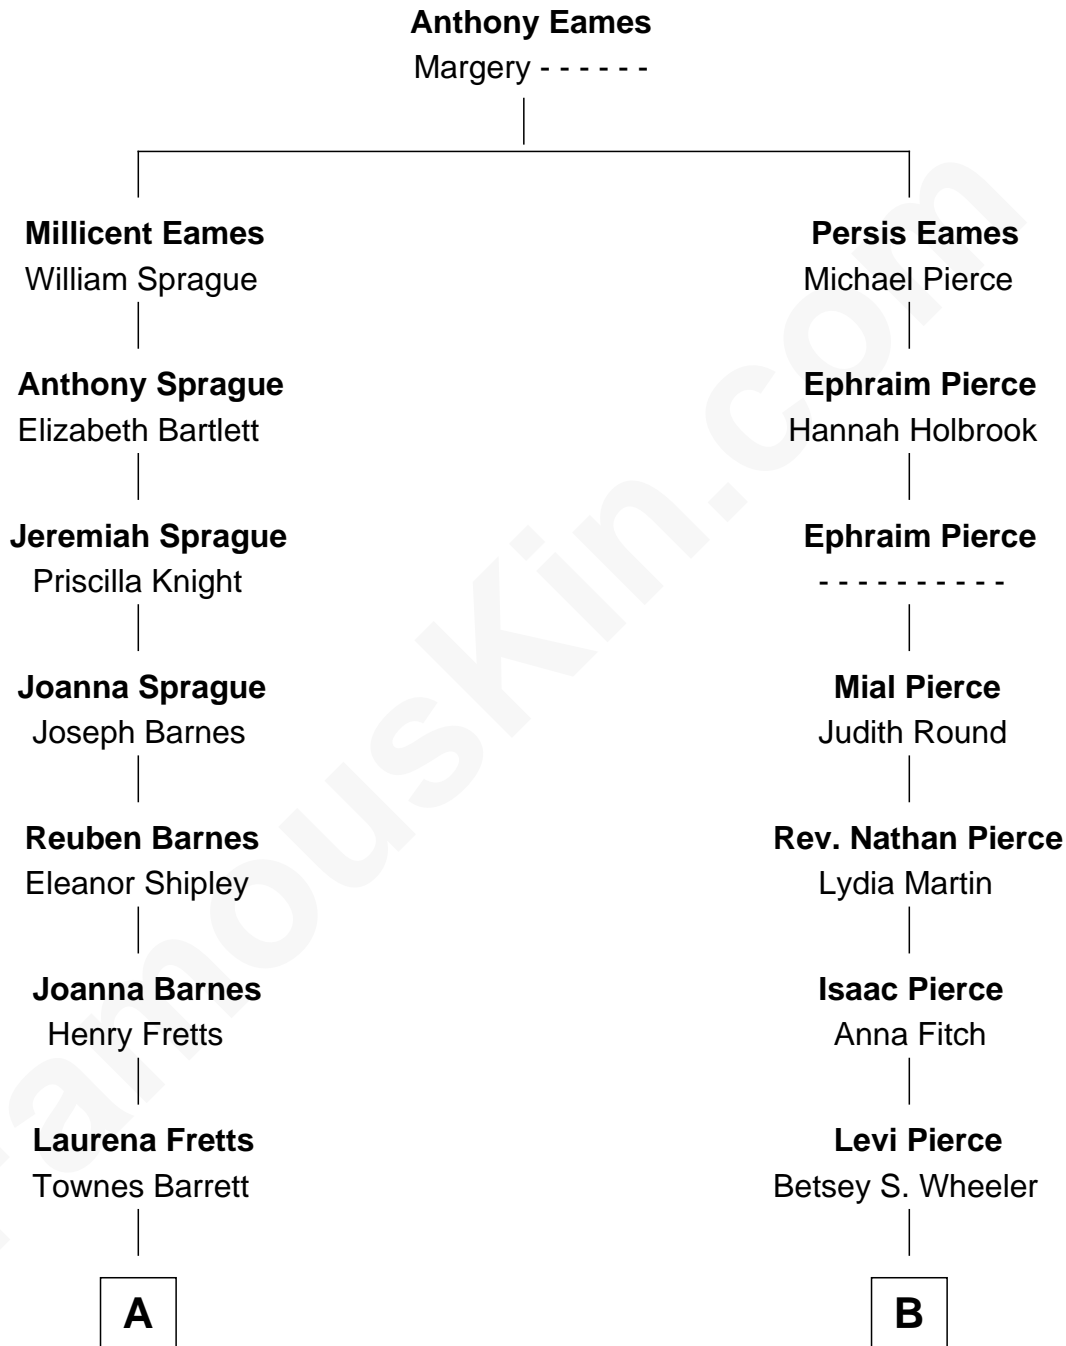 Anthony Eames
Margery - - - - - -
Millicent Eames
William Sprague
Persis Eames
Michael Pierce
Anthony Sprague
Elizabeth Bartlett
Ephraim Pierce
Hannah Holbrook
Jeremiah Sprague
Priscilla Knight
Ephraim Pierce
- - - - - - - - - -
Joanna Sprague
Joseph Barnes
Mial Pierce
Judith Round
Reuben Barnes
Eleanor Shipley
Rev. Nathan Pierce
Lydia Martin
Joanna Barnes
Henry Fretts
Isaac Pierce
Anna Fitch
Laurena Fretts
Townes Barrett
Levi Pierce
Betsey S. Wheeler
A
B
FamousKin.com